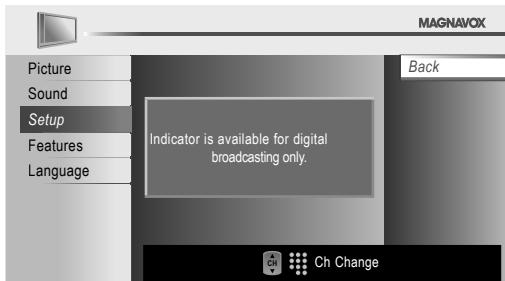 MAGNAVOX
Picture
Sound
Setup
Features
Language
Back
Indicator is available for digital
broadcasting only.
CH
Ch Change